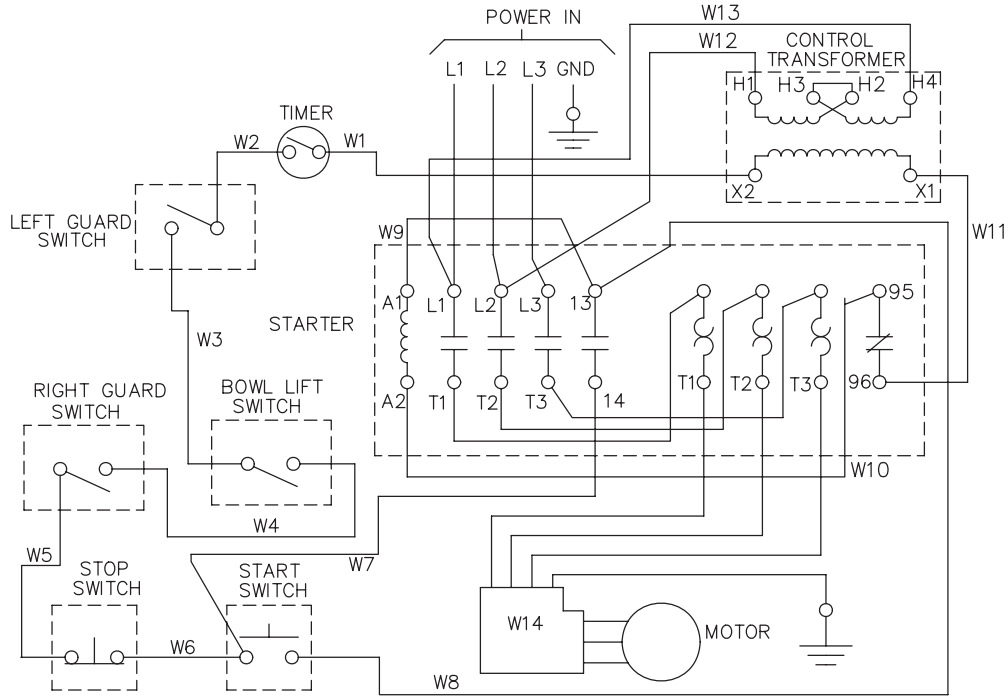 POWER IN
W13
W12
CONTROL
TRANSFORMER
L1 L2 L3 GND
H1 H3 H2 H4
TIMER
W2 W1
X2 X1
LEFT GUARD
SWITCH
W9
W11
A1 L1 L2 L3 13 95
STARTER
W3
RIGHT GUARD
SWITCH
BOWL LIFT
SWITCH
A2 T1 T2 T3 14 T1 T2 T3 96
W10
W4
W5
W7
STOP
SWITCH
START
SWITCH
W14
MOTOR
W6
W8